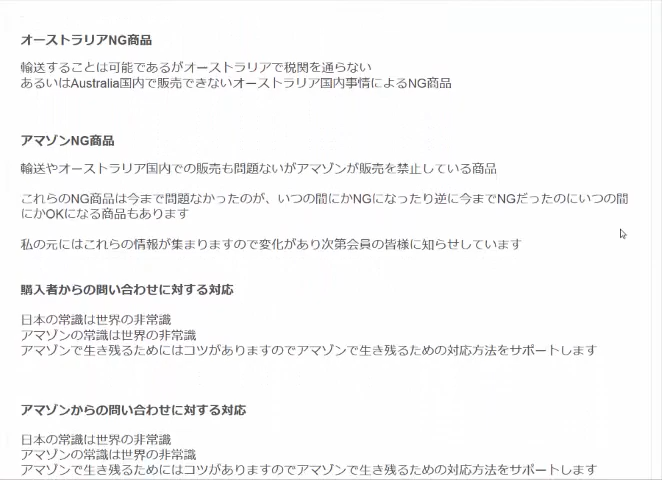 オーストラリアNG商品
輸送することは可能であるがオーストラリアで税関を通らない
あるいはAustralia国内で販売できないオーストラリア国内事情によるNG商品
アマゾンNG商品
輸送やオーストラリア国内での販売も問題ないがアマゾンが販売を禁止している商品
これらのNG商品は今まで問題なかったのが、いつの間にかNGになったり逆に今までNGだったのにいつの間
にかOKになる商品もあります
私の元にはこれらの情報が集まりますので変化があり次第会員の皆様に知らせしています
購入者からの問い合わせに対する対応
日本の常識は世界の非常識
アマゾンの常識は世界の非常識
アマゾンで生き残るためにはコツがありますのでアマゾンで生き残るための対応方法をサポートします
アマゾンからの問い合わせに対する対応
日本の常識は世界の非常識
アマゾンの常識は世界の非常識
アマゾンで生き残るためにはコツがありますのでアマゾンで生き残るための対応方法をサポートします